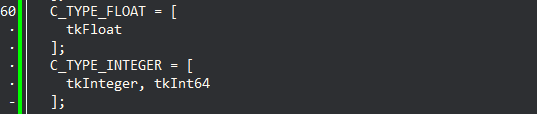 60 C_TYPE_FLOAT = [
tkFloat
];
C_TYPE_INTEGER = [
tkInteger, tkInt64
];